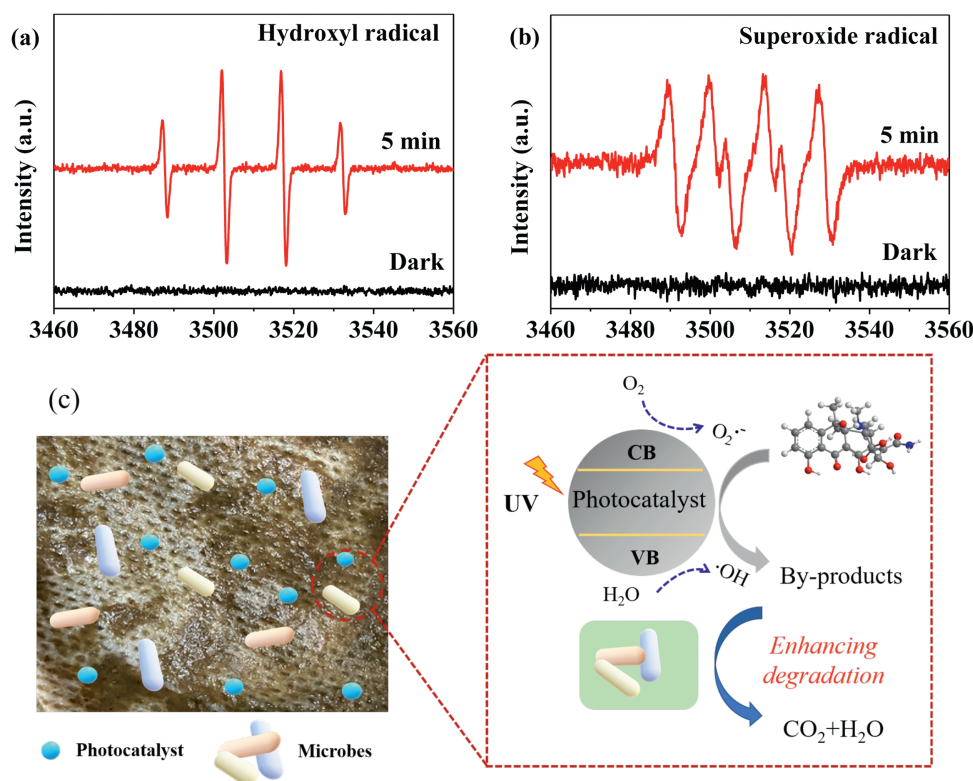 (a)
Hydroxyl radical
5 min
Dark
Intensity (a.u.)
3460 3480 3500 3520 3540 3560
(b)
Superoxide radical
5 min
Dark
Intensity (a.u.)
3460 3480 3500 3520 3540 3560
(c)
Photocatalyst
Microbes
O₂
O₂·⁻
CB
UV
Photocatalyst
VB
H₂O
·OH
By-products
Enhancing
degradation
CO₂+H₂O